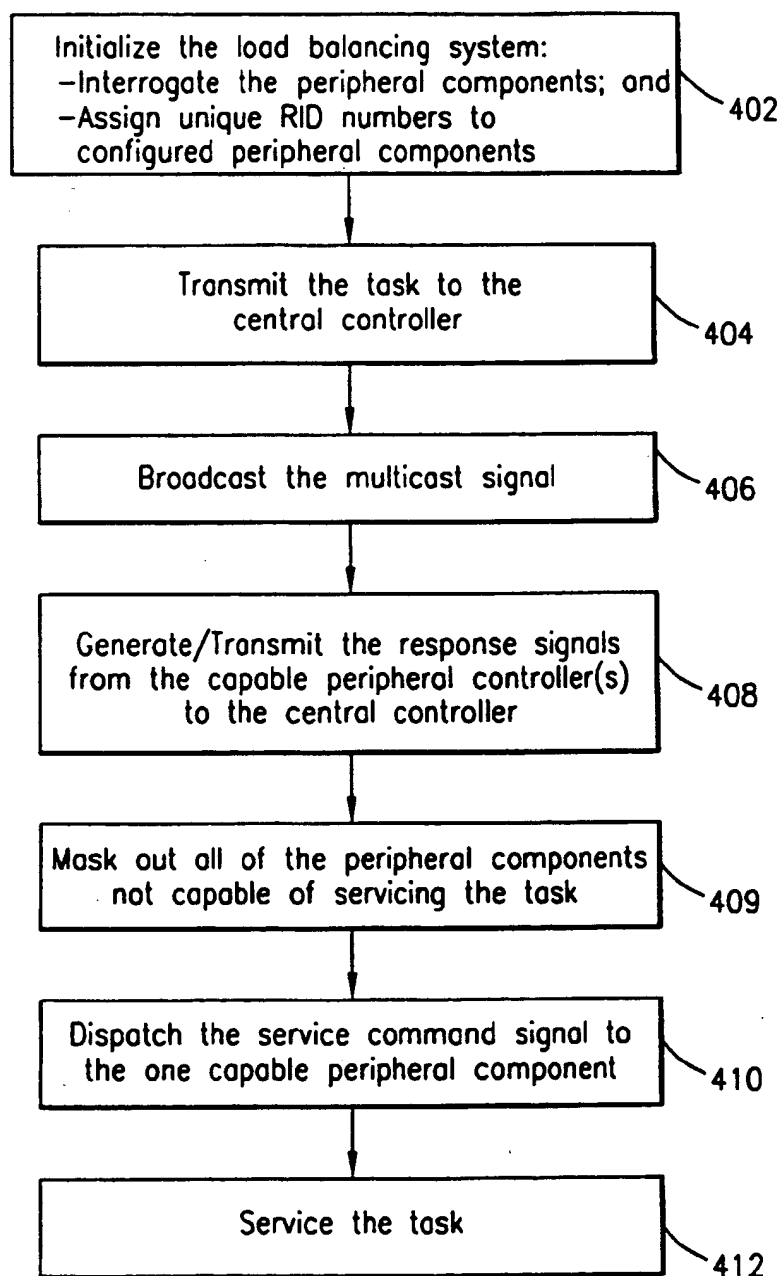 Initialize the load balancing system:
-Interrogate the peripheral components; and
-Assign unique RID numbers to
configured peripheral components
402
Transmit the task to the
central controller
404
Broadcast the multicast signal
406
Generate/Transmit the response signals
from the capable peripheral controller(s)
to the central controller
408
Mask out all of the peripheral components
not capable of servicing the task
409
Dispatch the service command signal to
the one capable peripheral component
410
Service the task
412